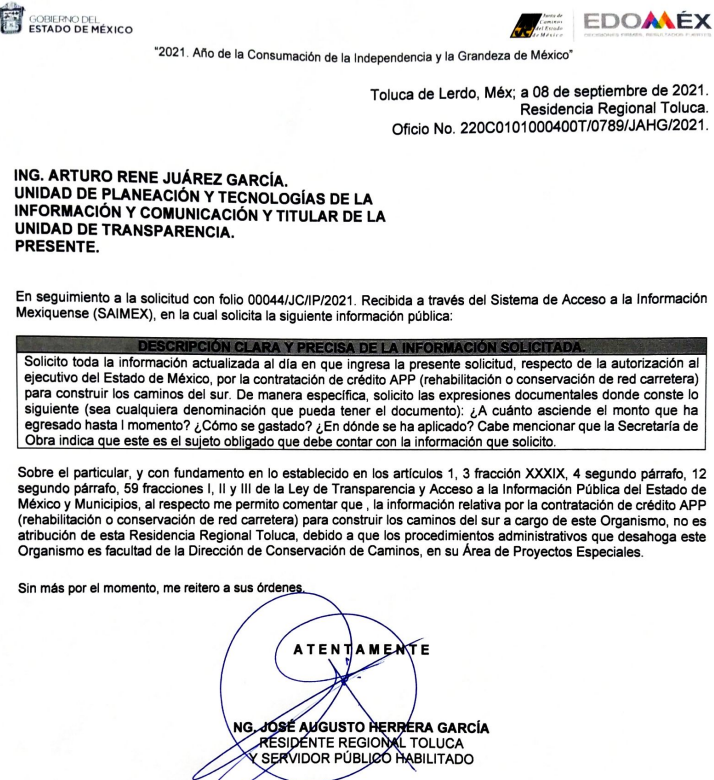 GOBIERNO DEL
ESTADO DE MÉXICO
Junta de
Caminos
del Estado
de México
EDOMÉX
DECISIONES FIRMES, RESULTADOS FUERTES.
"2021. Año de la Consumación de la Independencia y la Grandeza de México"
Toluca de Lerdo, Méx; a 08 de septiembre de 2021.
Residencia Regional Toluca.
Oficio No. 220C0101000400T/0789/JAHG/2021.
ING. ARTURO RENE JUÁREZ GARCÍA.
UNIDAD DE PLANEACIÓN Y TECNOLOGÍAS DE LA
INFORMACIÓN Y COMUNICACIÓN Y TITULAR DE LA
UNIDAD DE TRANSPARENCIA.
PRESENTE.
En seguimiento a la solicitud con folio 00044/JC/IP/2021. Recibida a través del Sistema de Acceso a la Información
Mexiquense (SAIMEX), en la cual solicita la siguiente información pública:
DESCRIPCIÓN CLARA Y PRECISA DE LA INFORMACIÓN SOLICITADA.
Solicito toda la información actualizada al día en que ingresa la presente solicitud, respecto de la autorización al
ejecutivo del Estado de México, por la contratación de crédito APP (rehabilitación o conservación de red carretera)
para construir los caminos del sur. De manera específica, solicito las expresiones documentales donde conste lo
siguiente (sea cualquiera denominación que pueda tener el documento): ¿A cuánto asciende el monto que ha
egresado hasta l momento? ¿Cómo se gastado? ¿En dónde se ha aplicado? Cabe mencionar que la Secretaría de
Obra indica que este es el sujeto obligado que debe contar con la información que solicito.
Sobre el particular, y con fundamento en lo establecido en los artículos 1, 3 fracción XXXIX, 4 segundo párrafo, 12
segundo párrafo, 59 fracciones I, II y III de la Ley de Transparencia y Acceso a la Información Pública del Estado de
México y Municipios, al respecto me permito comentar que , la información relativa por la contratación de crédito APP
(rehabilitación o conservación de red carretera) para construir los caminos del sur a cargo de este Organismo, no es
atribución de esta Residencia Regional Toluca, debido a que los procedimientos administrativos que desahoga este
Organismo es facultad de la Dirección de Conservación de Caminos, en su Área de Proyectos Especiales.
Sin más por el momento, me reitero a sus órdenes.
ATENTAMENTE
NG. JOSÉ AUGUSTO HERRERA GARCÍA
RESIDENTE REGIONAL TOLUCA
Y SERVIDOR PÚBLICO HABILITADO